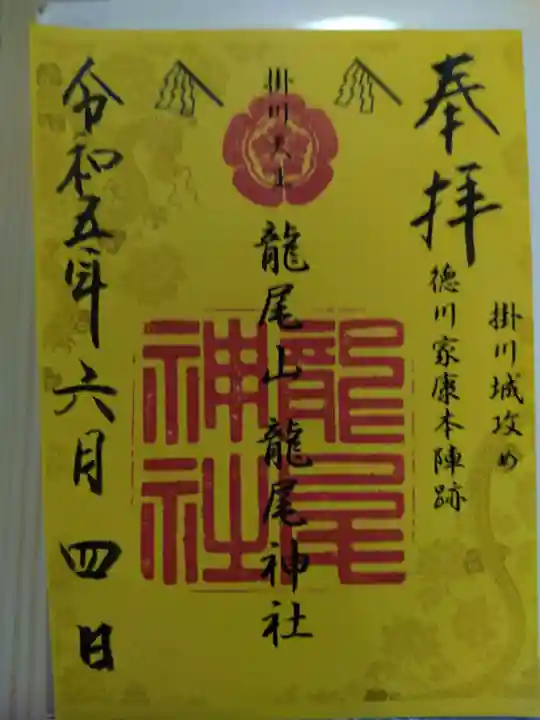 奉拝
掛川城攻め
徳川家康本陣跡
掛川天王
龍尾山龍尾神社
龍尾
神社
令和五年六月四日